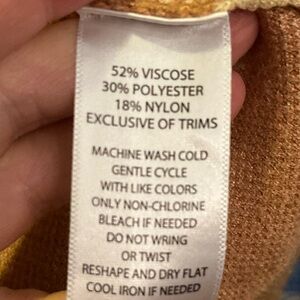 52% VISCOSE
30% POLYESTER
18% NYLON
EXCLUSIVE OF TRIMS
MACHINE WASH COLD
GENTLE CYCLE
WITH LIKE COLORS
ONLY NON-CHLORINE
BLEACH IF NEEDED
DO NOT WRING
OR TWIST
RESHAPE AND DRY FLAT
COOL IRON IF NEEDED